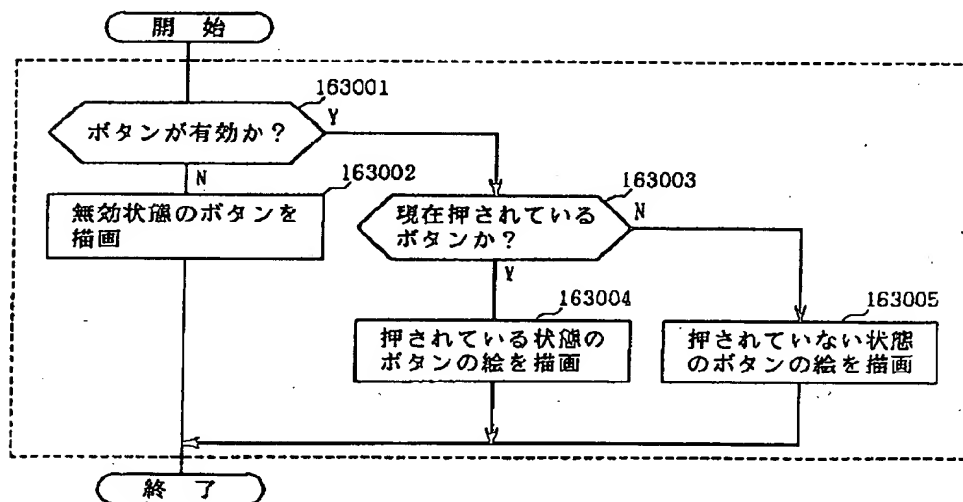 開 始
163001
ボタンが有効か?
Y
N
163002
無効状態のボタンを
描画
163003
現在押されている
ボタンか?
N
Y
163004
押されている状態の
ボタンの絵を描画
163005
押されていない状態
のボタンの絵を描画
終 了